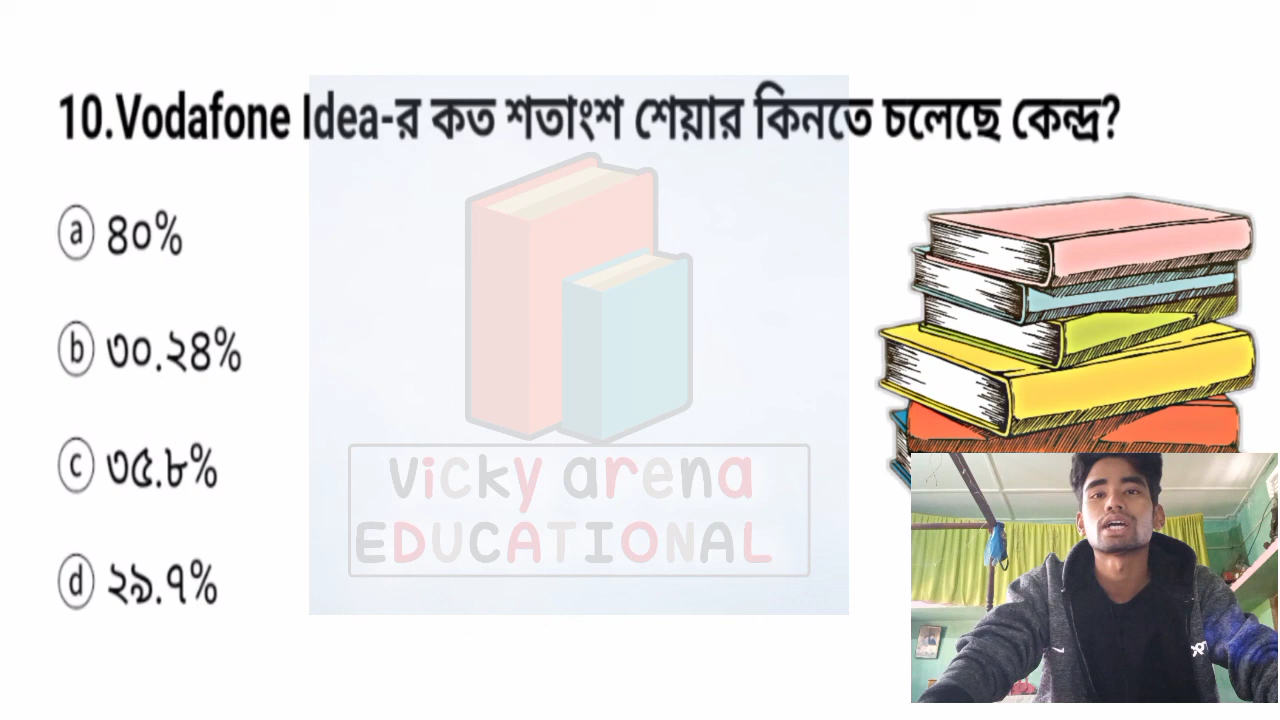 10.Vodafone Idea-র কত শতাংশ শেয়ার কিনতে চলেছে কেন্দ্র?
a ৪০%
b ৩০.২৪%
c ৩৫.৮%
d ২৯.৭%
vicky arena
EDUCATIONAL